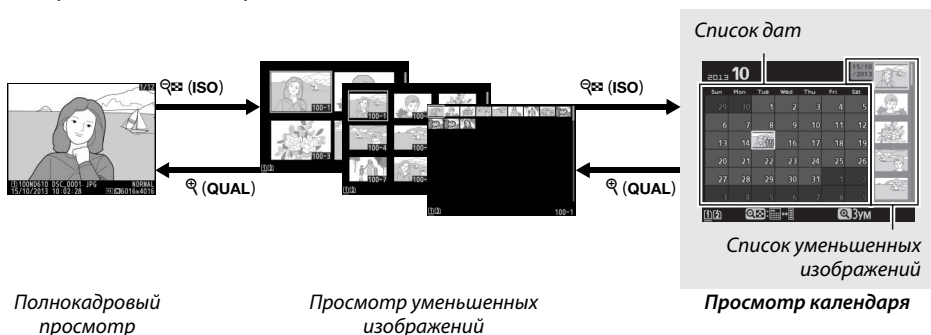 Список дат
(ISO)
(ISO)
(QUAL)
(QUAL)
1/12
100ND610 DSC_0001. JPG NORMAL
15/10/2013 10:02:28 6016x4016
100-1
100-3
100-1
100-4
100-7
100-1
2013 10
15/10
/2013
Sun Mon Tue Wed Thu Fri Sat
29 30 1 2 3 4 5
6 7 8 9 10 11 12
13 14 15 16 17 18 19
20 21 22 23 24 25 26
27 28 29 30 31 1 2
3 4 5 6 7 8 9
Зум
Список уменьшенных
изображений
Полнокадровый
просмотр
Просмотр уменьшенных
изображений
Просмотр календаря